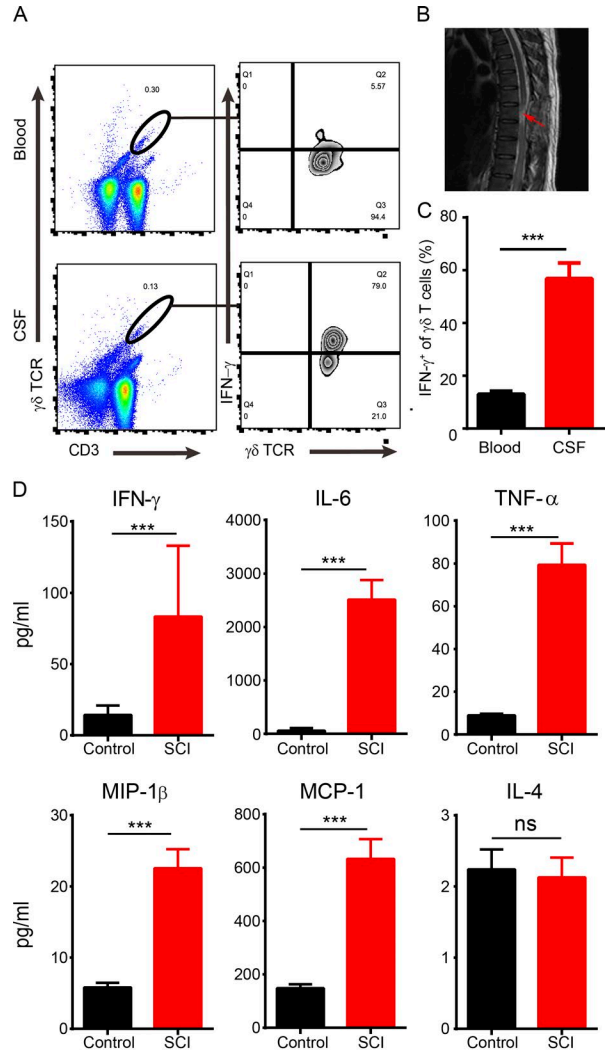 A
Blood
γδ TCR
0.30
IFN-γ
Q1
0
Q2
5.57
Q4
0
Q3
94.4
CSF
0.13
Q1
0
Q2
79.0
Q4
0
Q3
21.0
CD3
γδ TCR
B
C
IFN-γ⁺ of γδ T cells (%)
80
60
40
20
0
***
Blood
CSF
D
IFN-γ
pg/ml
150
100
50
0
***
Control
SCI
IL-6
4000
3000
2000
1000
0
***
Control
SCI
TNF-α
80
60
40
20
0
***
Control
SCI
MIP-1β
pg/ml
30
20
10
0
***
Control
SCI
MCP-1
800
600
400
200
0
***
Control
SCI
IL-4
3
2
1
0
ns
Control
SCI